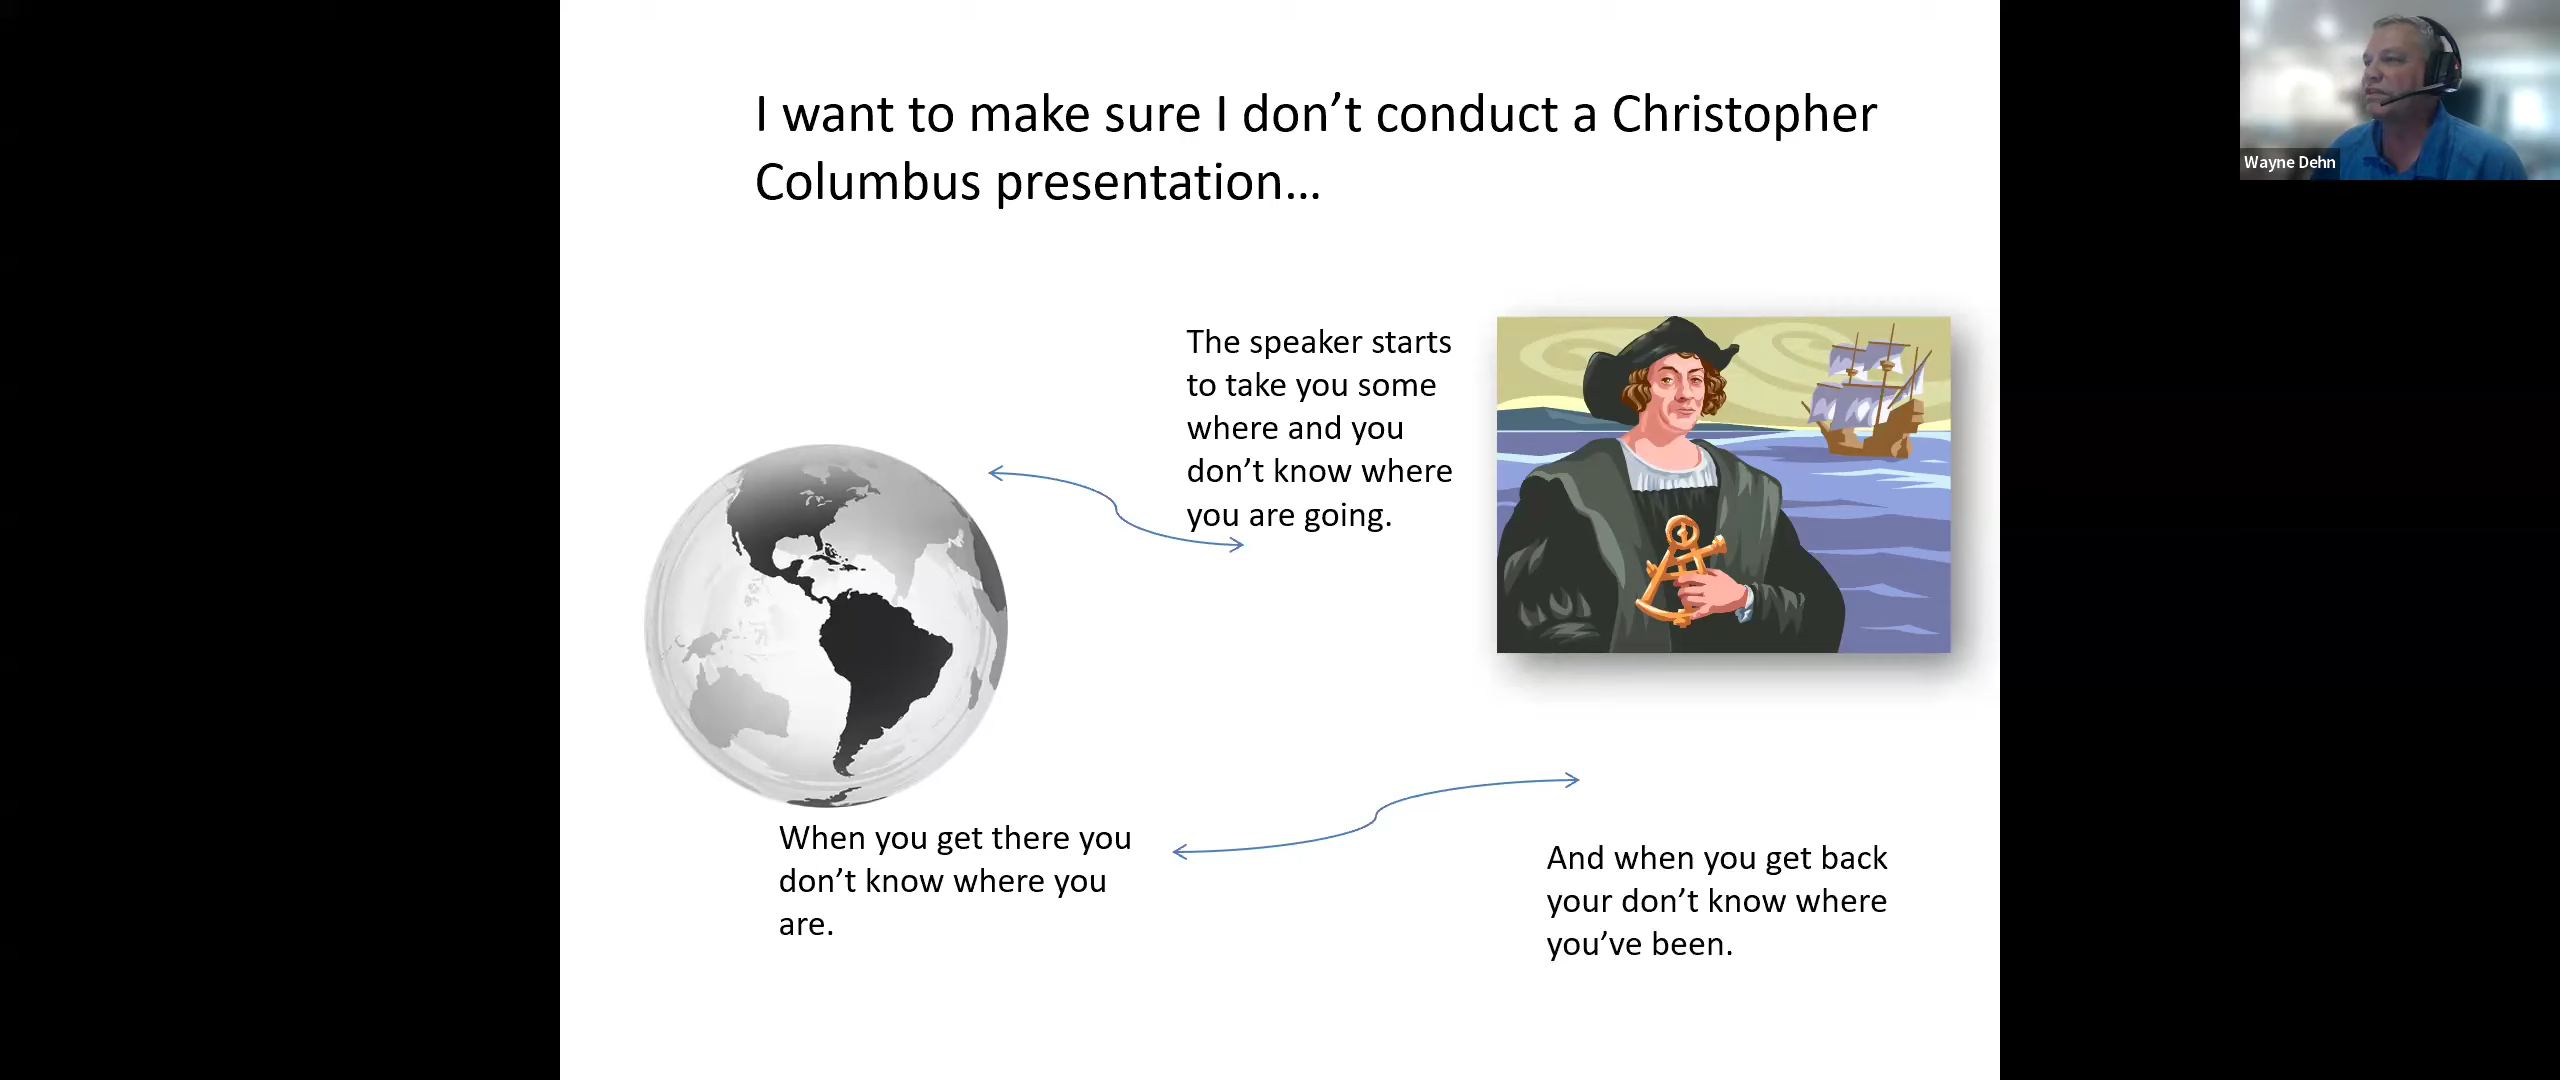 I want to make sure I don’t conduct a Christopher
Columbus presentation…
The speaker starts
to take you some
where and you
don’t know where
you are going.
When you get there you
don’t know where you
are.
And when you get back
your don’t know where
you’ve been.
Wayne Dehn